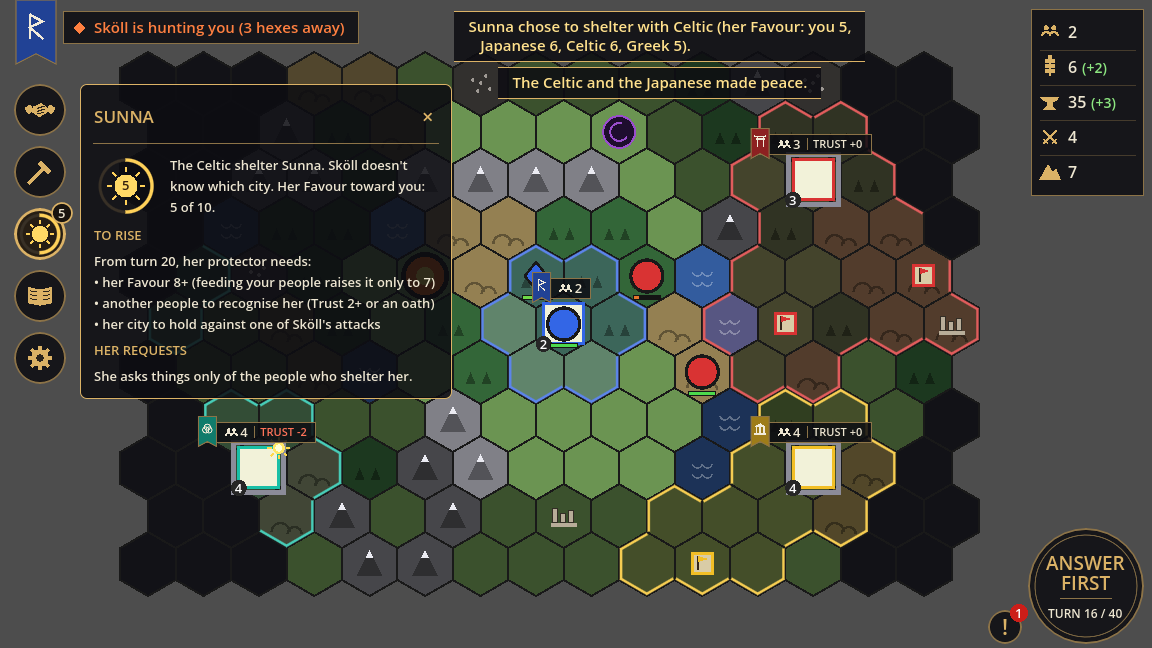 ᚱ
◆ Sköll is hunting you (3 hexes away)
Sunna chose to shelter with Celtic (her Favour: you 5,
Japanese 6, Celtic 6, Greek 5).
The Celtic and the Japanese made peace.
2
6 (+2)
35 (+3)
4
7
SUNNA
×
5
The Celtic shelter Sunna. Sköll doesn't
know which city. Her Favour toward you:
5 of 10.
TO RISE
From turn 20, her protector needs:
• her Favour 8+ (feeding your people raises it only to 7)
• another people to recognise her (Trust 2+ or an oath)
• her city to hold against one of Sköll's attacks
HER REQUESTS
She asks things only of the people who shelter her.
5
3 TRUST +0
3
ᚱ 2
2
4 TRUST -2
4
4 TRUST +0
4
ANSWER
FIRST
TURN 16 / 40
!
1